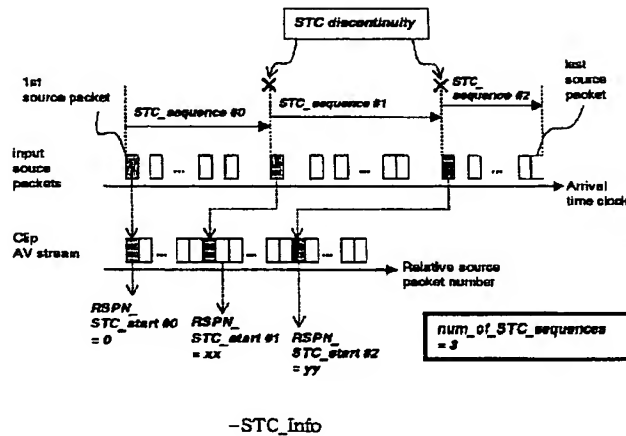 STC discontinuity
1st
source packet
STC_sequence #0
STC_sequence #1
STC_
sequence #2
last
source
packet
input
source
packets
...
...
...
Arrival
time clock
Clip
AV stream
...
...
...
Relative source
packet number
RSPN_
STC_start #0
= 0
RSPN_
STC_start #1
= xx
RSPN_
STC_start #2
= yy
num_of_STC_sequences
= 3
–STC_Info